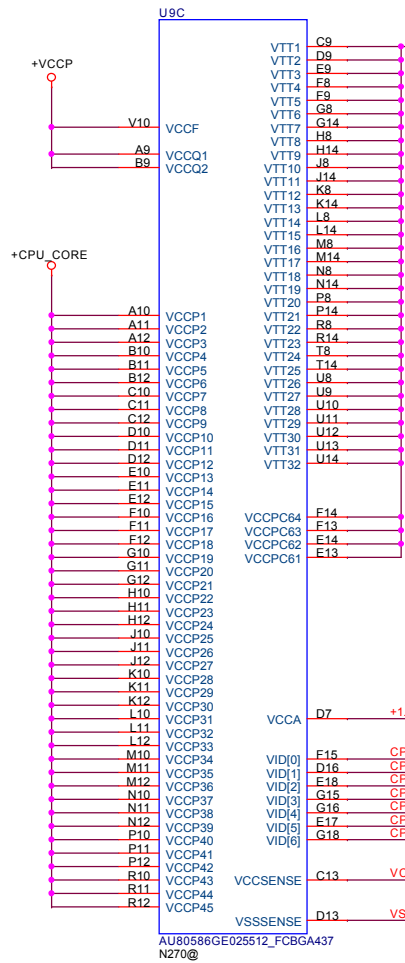 U9C
+VCCP
V10 VCCF
A9 VCCQ1
B9 VCCQ2
+CPU_CORE
A10 VCCP1
A11 VCCP2
A12 VCCP3
B10 VCCP4
B11 VCCP5
B12 VCCP6
C10 VCCP7
C11 VCCP8
C12 VCCP9
D10 VCCP10
D11 VCCP11
D12 VCCP12
E10 VCCP13
E11 VCCP14
E12 VCCP15
F10 VCCP16
F11 VCCP17
F12 VCCP18
G10 VCCP19
G11 VCCP20
G12 VCCP21
H10 VCCP22
H11 VCCP23
H12 VCCP24
J10 VCCP25
J11 VCCP26
J12 VCCP27
K10 VCCP28
K11 VCCP29
K12 VCCP30
L10 VCCP31
L11 VCCP32
L12 VCCP33
M10 VCCP34
M11 VCCP35
M12 VCCP36
N10 VCCP37
N11 VCCP38
N12 VCCP39
P10 VCCP40
P11 VCCP41
P12 VCCP42
R10 VCCP43
R11 VCCP44
R12 VCCP45
VTT1 C9
VTT2 D9
VTT3 E9
VTT4 F8
VTT5 F9
VTT6 G8
VTT7 G14
VTT8 H8
VTT9 H14
VTT10 J8
VTT11 J14
VTT12 K8
VTT13 K14
VTT14 L8
VTT15 L14
VTT16 M8
VTT17 M14
VTT18 N8
VTT19 N14
VTT20 P8
VTT21 P14
VTT22 R8
VTT23 R14
VTT24 T8
VTT25 T14
VTT26 U8
VTT27 U9
VTT28 U10
VTT29 U11
VTT30 U12
VTT31 U13
VTT32 U14
VCCPC64 F14
VCCPC63 F13
VCCPC62 E14
VCCPC61 E13
VCCA D7 +1.
VID[0] F15 CP
VID[1] D16 CP
VID[2] E18 CP
VID[3] G15 CP
VID[4] G16 CP
VID[5] E17 CP
VID[6] G18 CP
VCCSENSE C13 VC
VSSSENSE D13 VS
AU80586GE025512_FCBGA437
N270@